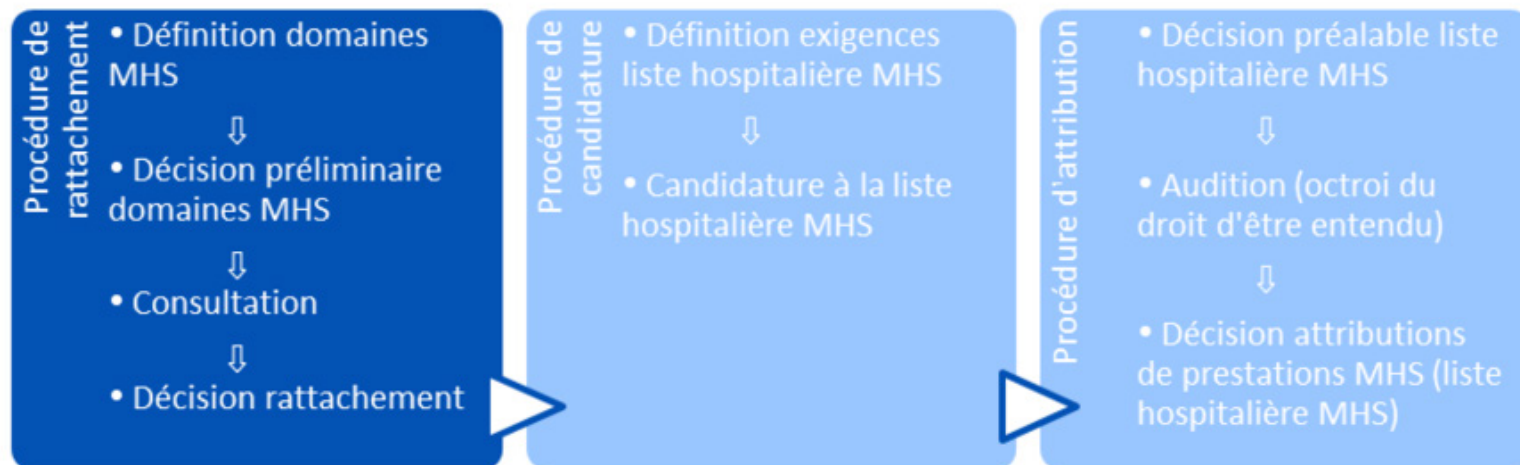 Procédure de
rattachement
• Définition domaines
MHS
⇩
• Décision préliminaire
domaines MHS
⇩
• Consultation
⇩
• Décision rattachement
Procédure de
candidature
• Définition exigences
liste hospitalière MHS
⇩
• Candidature à la liste
hospitalière MHS
Procédure d'attribution
• Décision préalable liste
hospitalière MHS
⇩
• Audition (octroi du
droit d'être entendu)
⇩
• Décision attributions
de prestations MHS (liste
hospitalière MHS)